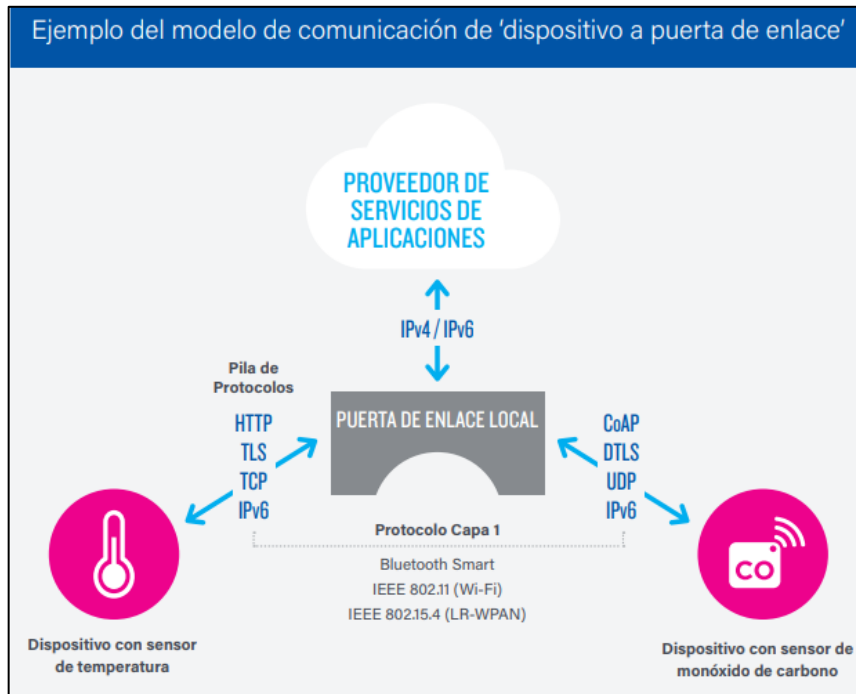 Ejemplo del modelo de comunicación de ‘dispositivo a puerta de enlace’
PROVEEDOR DE
SERVICIOS DE
APLICACIONES
IPv4 / IPv6
Pila de
Protocolos
HTTP
TLS
TCP
IPv6
PUERTA DE ENLACE LOCAL
CoAP
DTLS
UDP
IPv6
Protocolo Capa 1
Bluetooth Smart
IEEE 802.11 (Wi-Fi)
IEEE 802.15.4 (LR-WPAN)
Dispositivo con sensor
de temperatura
CO
Dispositivo con sensor de
monóxido de carbono